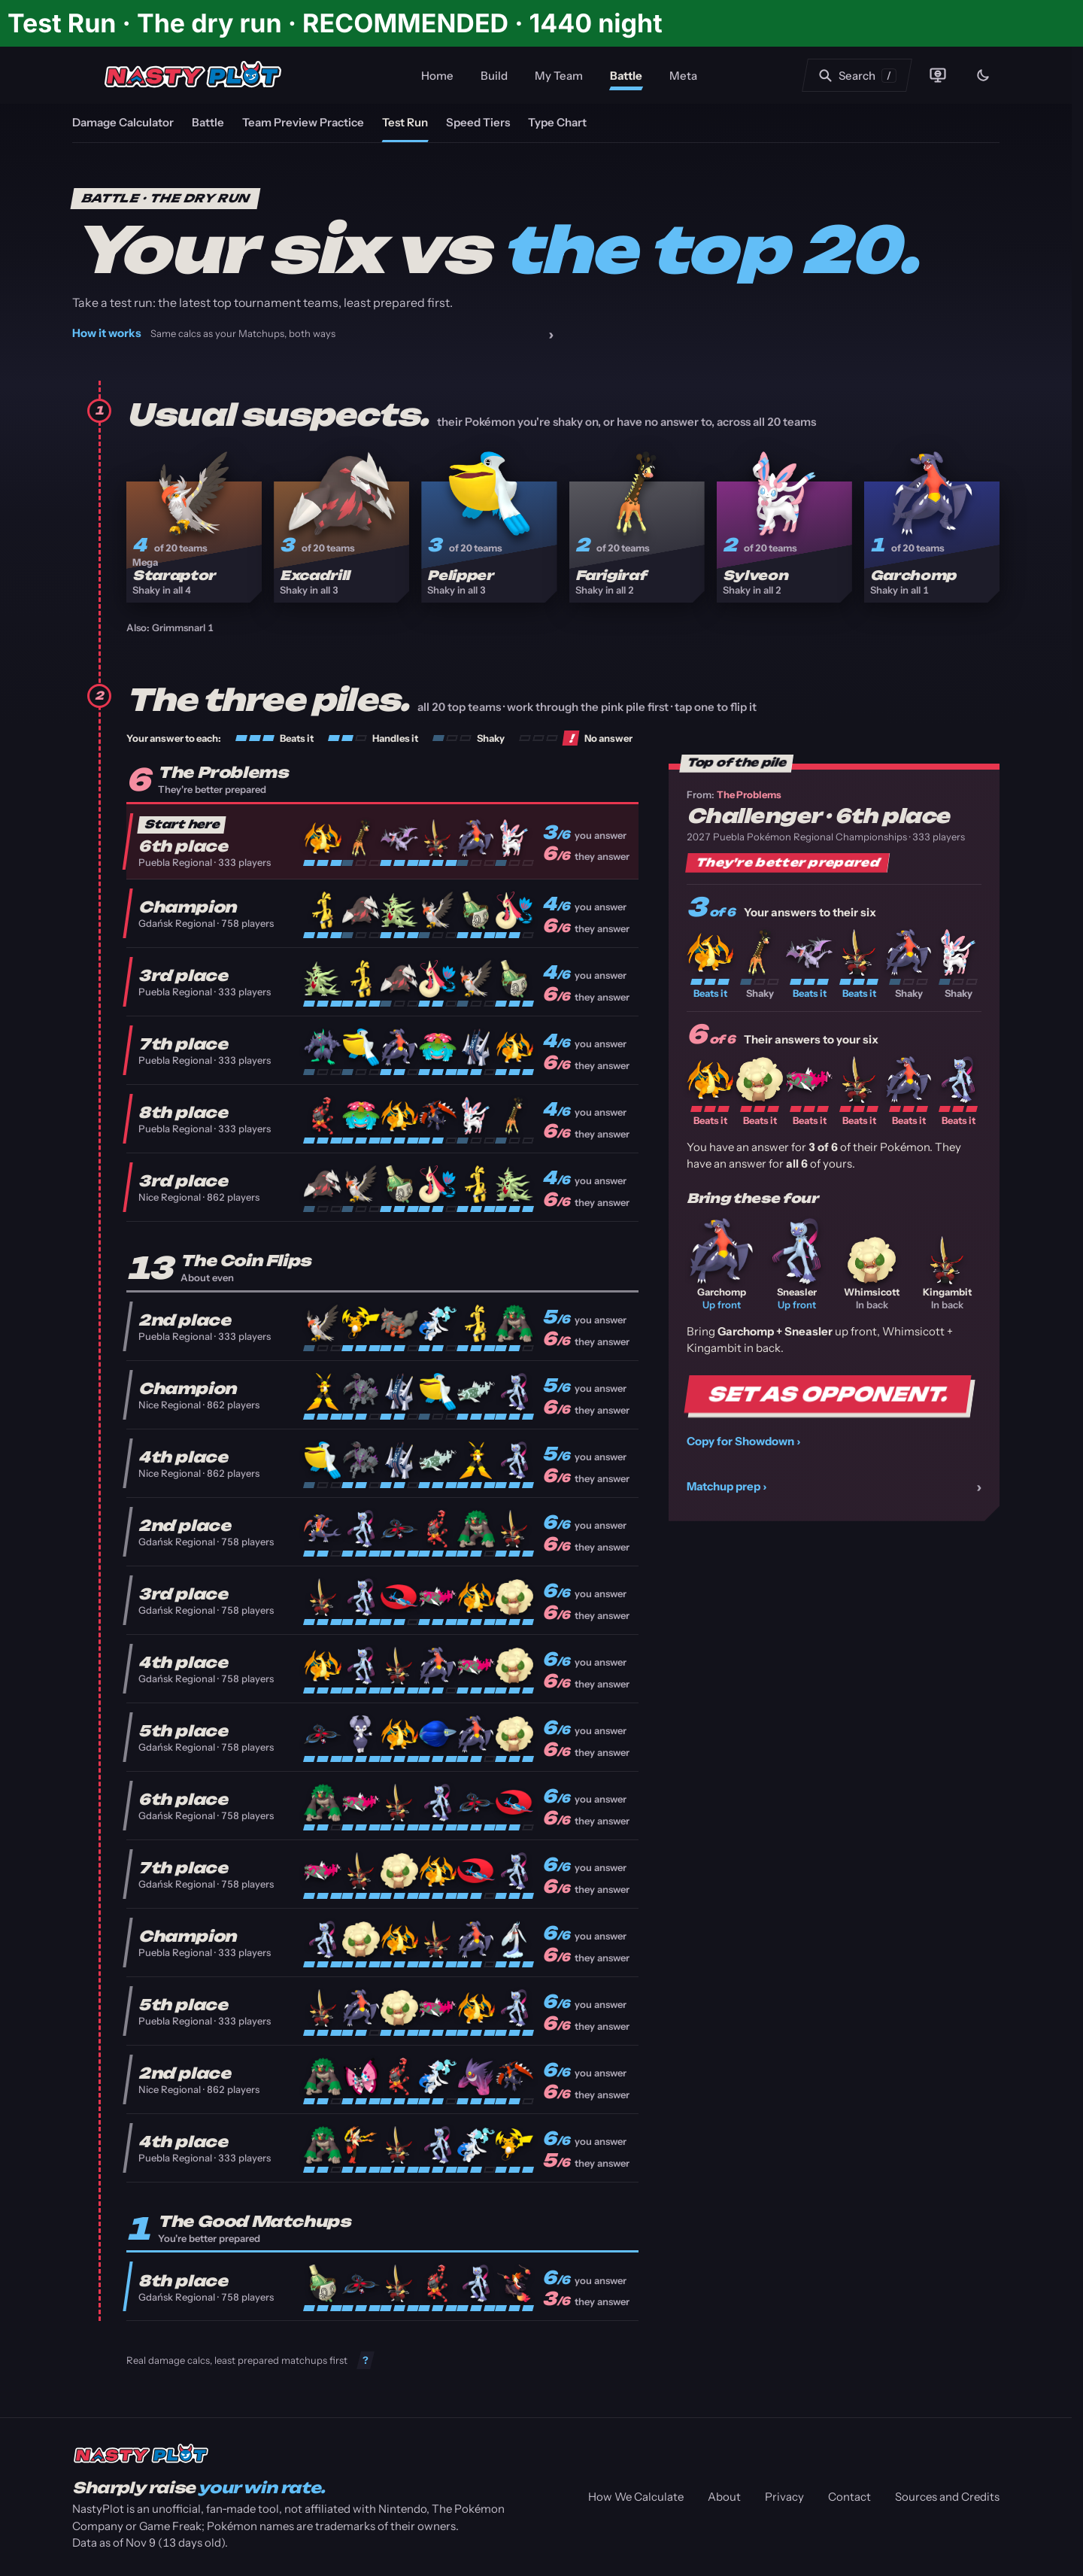 Test Run · The dry run · RECOMMENDED · 1440 night
NASTY PLOT
Home Build My Team Battle Meta
Search /
Damage Calculator Battle Team Preview Practice Test Run Speed Tiers Type Chart
BATTLE · THE DRY RUN
Your six vs the top 20.
Take a test run: the latest top tournament teams, least prepared first.
How it works Same calcs as your Matchups, both ways ›
1 Usual suspects. their Pokémon you're shaky on, or have no answer to, across all 20 teams
4 of 20 teams
Mega
Staraptor
Shaky in all 4
3 of 20 teams
Excadrill
Shaky in all 3
3 of 20 teams
Pelipper
Shaky in all 3
2 of 20 teams
Farigiraf
Shaky in all 2
2 of 20 teams
Sylveon
Shaky in all 2
1 of 20 teams
Garchomp
Shaky in all 1
Also: Grimmsnarl 1
2 The three piles. all 20 top teams · work through the pink pile first · tap one to flip it
Your answer to each: Beats it Handles it Shaky ! No answer
6 The Problems
They're better prepared
Start here
6th place
Puebla Regional · 333 players
3/6 you answer
6/6 they answer
Champion
Gdańsk Regional · 758 players
4/6 you answer
6/6 they answer
3rd place
Puebla Regional · 333 players
4/6 you answer
6/6 they answer
7th place
Puebla Regional · 333 players
4/6 you answer
6/6 they answer
8th place
Puebla Regional · 333 players
4/6 you answer
6/6 they answer
3rd place
Nice Regional · 862 players
4/6 you answer
6/6 they answer
13 The Coin Flips
About even
2nd place
Puebla Regional · 333 players
5/6 you answer
6/6 they answer
Champion
Nice Regional · 862 players
5/6 you answer
6/6 they answer
4th place
Nice Regional · 862 players
5/6 you answer
6/6 they answer
2nd place
Gdańsk Regional · 758 players
6/6 you answer
6/6 they answer
3rd place
Gdańsk Regional · 758 players
6/6 you answer
6/6 they answer
4th place
Gdańsk Regional · 758 players
6/6 you answer
6/6 they answer
5th place
Gdańsk Regional · 758 players
6/6 you answer
6/6 they answer
6th place
Gdańsk Regional · 758 players
6/6 you answer
6/6 they answer
7th place
Gdańsk Regional · 758 players
6/6 you answer
6/6 they answer
Champion
Puebla Regional · 333 players
6/6 you answer
6/6 they answer
5th place
Puebla Regional · 333 players
6/6 you answer
6/6 they answer
2nd place
Nice Regional · 862 players
6/6 you answer
6/6 they answer
4th place
Puebla Regional · 333 players
6/6 you answer
5/6 they answer
1 The Good Matchups
You're better prepared
8th place
Gdańsk Regional · 758 players
6/6 you answer
3/6 they answer
Top of the pile
From: The Problems
Challenger · 6th place
2027 Puebla Pokémon Regional Championships · 333 players
They're better prepared
3 of 6 Your answers to their six
Beats it Shaky Beats it Beats it Shaky Shaky
6 of 6 Their answers to your six
Beats it Beats it Beats it Beats it Beats it Beats it
You have an answer for 3 of 6 of their Pokémon. They
have an answer for all 6 of yours.
Bring these four
Garchomp Sneasler Whimsicott Kingambit
Up front Up front In back In back
Bring Garchomp + Sneasler up front, Whimsicott +
Kingambit in back.
SET AS OPPONENT.
Copy for Showdown ›
Matchup prep › ›
Real damage calcs, least prepared matchups first ?
NASTY PLOT
Sharply raise your win rate.
NastyPlot is an unofficial, fan-made tool, not affiliated with Nintendo, The Pokémon
Company or Game Freak; Pokémon names are trademarks of their owners.
Data as of Nov 9 (13 days old).
How We Calculate About Privacy Contact Sources and Credits